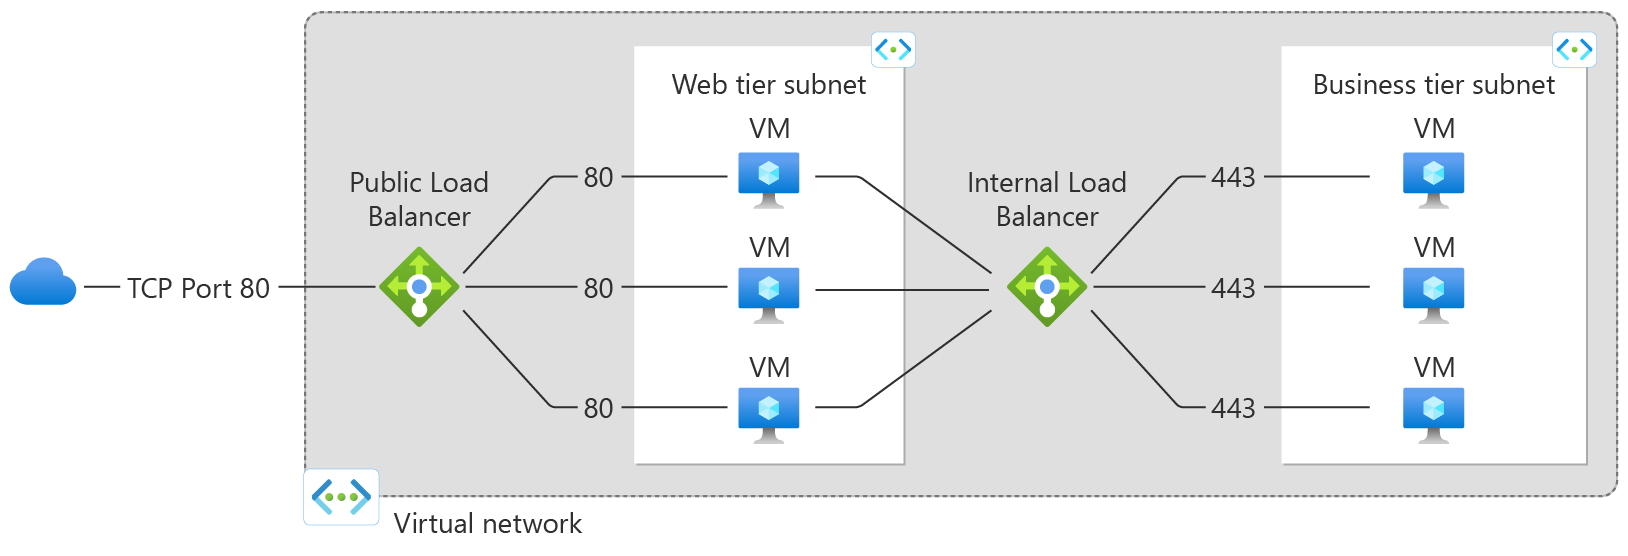 Web tier subnet
Business tier subnet
VM
VM
80
443
Public Load
Balancer
Internal Load
Balancer
VM
VM
TCP Port 80
80
443
VM
VM
80
443
Virtual network